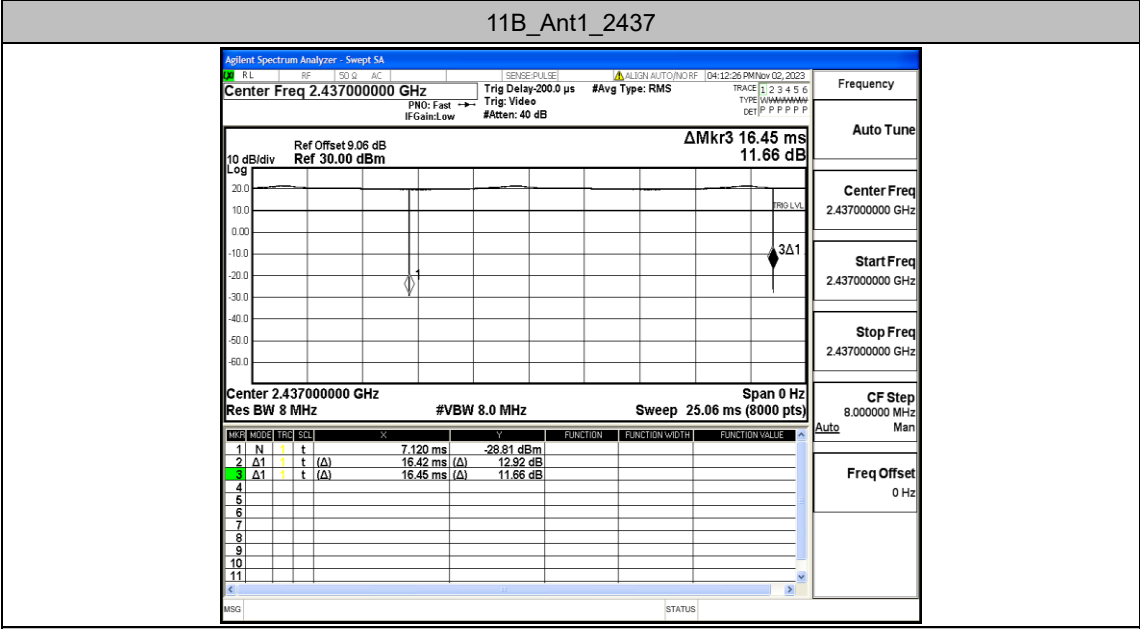 11B_Ant1_2437
Agilent Spectrum Analyzer - Swept SA
RL RF 50 Ω AC SENSE:PULSE ALIGN AUTO/NO RF 04:12:26 PM Nov 02, 2023
Center Freq 2.437000000 GHz
PNO: Fast
IFGain:Low
Trig Delay-200.0 µs
Trig: Video
#Atten: 40 dB
#Avg Type: RMS
TRACE 1 2 3 4 5 6
TYPE WWWWWW
DET P P P P P P
Ref Offset 9.06 dB
10 dB/div Ref 30.00 dBm
Log
ΔMkr3 16.45 ms
11.66 dB
20.0
10.0
TRIG LVL
0.00
-10.0
3Δ1
-20.0
1
-30.0
-40.0
-50.0
-60.0
Center 2.437000000 GHz Span 0 Hz
Res BW 8 MHz #VBW 8.0 MHz Sweep 25.06 ms (8000 pts)
MKR MODE TRC SCL X Y FUNCTION FUNCTION WIDTH FUNCTION VALUE
1 N 1 t 7.120 ms -28.81 dBm
2 Δ1 1 t (Δ) 16.42 ms (Δ) 12.92 dB
3 Δ1 1 t (Δ) 16.45 ms (Δ) 11.66 dB
4
5
6
7
8
9
10
11
MSG STATUS
Frequency
Auto Tune
Center Freq
2.437000000 GHz
Start Freq
2.437000000 GHz
Stop Freq
2.437000000 GHz
CF Step
8.000000 MHz
Auto Man
Freq Offset
0 Hz